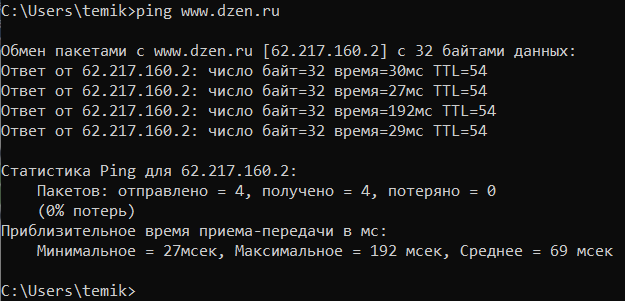 C:\Users\temik>ping www.dzen.ru
Обмен пакетами с www.dzen.ru [62.217.160.2] с 32 байтами данных:
Ответ от 62.217.160.2: число байт=32 время=30мс TTL=54
Ответ от 62.217.160.2: число байт=32 время=27мс TTL=54
Ответ от 62.217.160.2: число байт=32 время=192мс TTL=54
Ответ от 62.217.160.2: число байт=32 время=29мс TTL=54
Статистика Ping для 62.217.160.2:
    Пакетов: отправлено = 4, получено = 4, потеряно = 0
    (0% потерь)
Приблизительное время приема-передачи в мс:
    Минимальное = 27мсек, Максимальное = 192 мсек, Среднее = 69 мсек
C:\Users\temik>